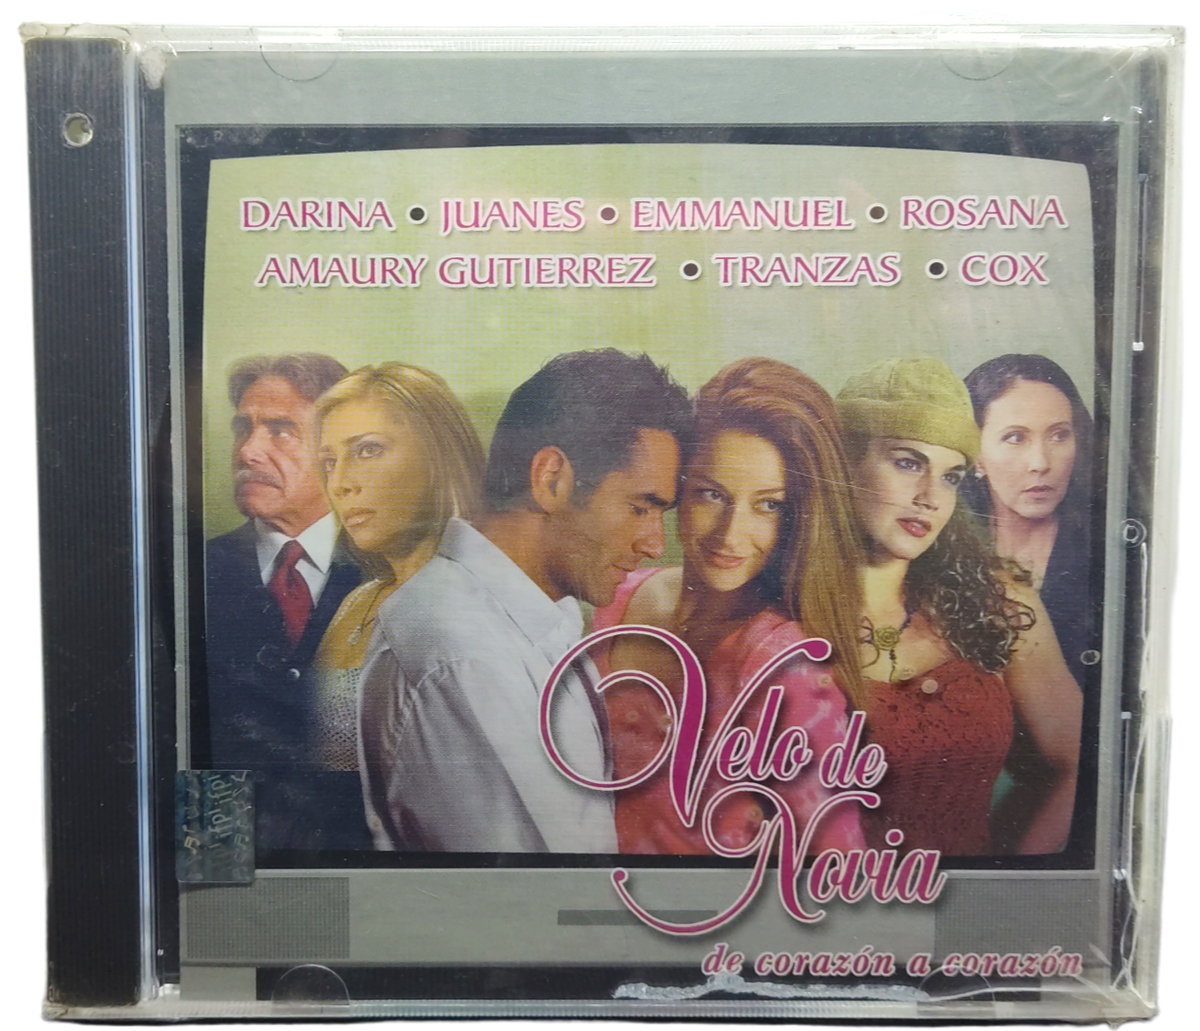 DARINA • JUANES • EMMANUEL • ROSANA
AMAURY GUTIERREZ • TRANZAS • COX
Velo de
Novia
de corazón a corazón